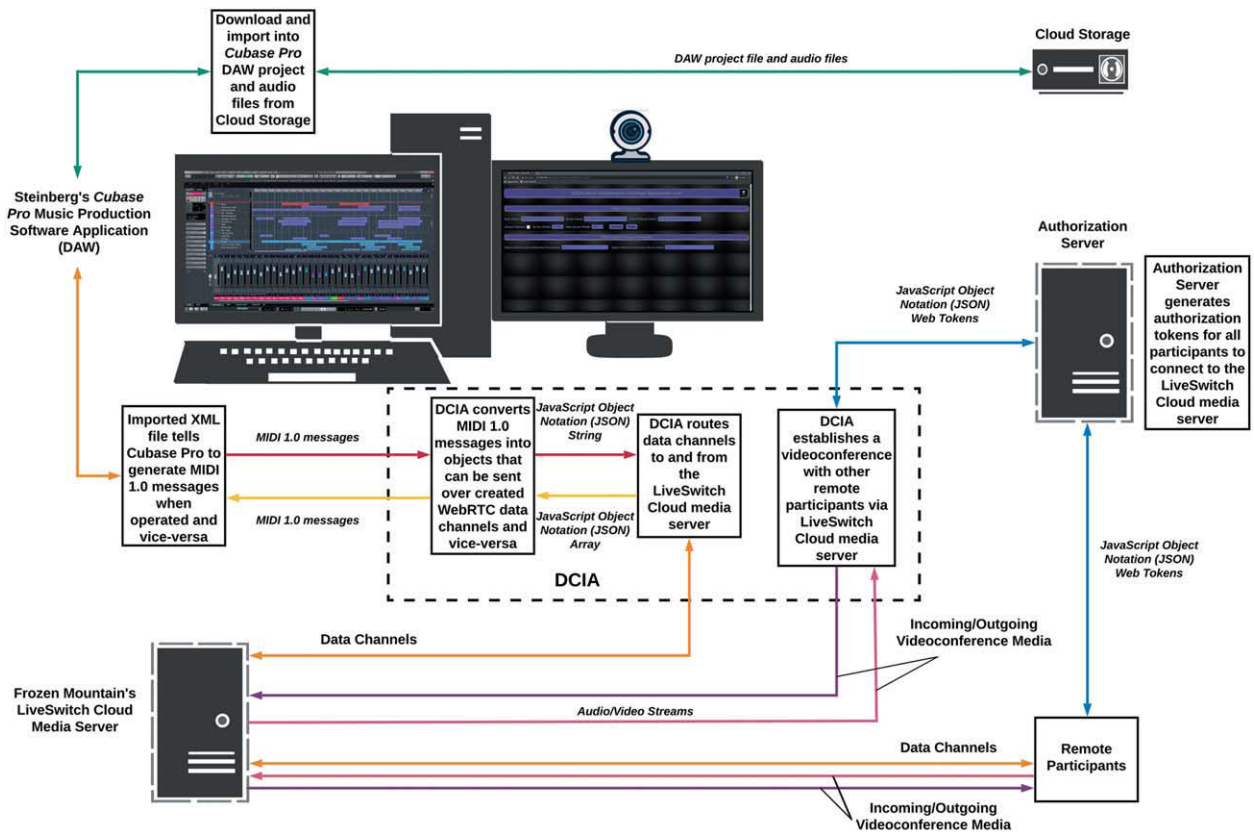 Download and
import into
Cubase Pro
DAW project
and audio
files from
Cloud Storage
DAW project file and audio files
Cloud Storage
Steinberg's Cubase
Pro Music Production
Software Application
(DAW)
Authorization
Server
JavaScript Object
Notation (JSON)
Web Tokens
Authorization
Server
generates
authorization
tokens for all
participants to
connect to the
LiveSwitch
Cloud media
server
Imported XML
file tells
Cubase Pro to
generate MIDI
1.0 messages
when
operated and
vice-versa
MIDI 1.0 messages
MIDI 1.0 messages
DCIA converts
MIDI 1.0
messages into
objects that
can be sent
over created
WebRTC data
channels and
vice-versa
JavaScript Object
Notation (JSON)
String
JavaScript Object
Notation (JSON)
Array
DCIA routes
data channels
to and from
the
LiveSwitch
Cloud media
server
DCIA
establishes a
videoconference
with other
remote
participants via
LiveSwitch
Cloud media
server
DCIA
JavaScript Object
Notation (JSON)
Web Tokens
Data Channels
Incoming/Outgoing
Videoconference Media
Frozen Mountain's
LiveSwitch Cloud
Media Server
Audio/Video Streams
Data Channels
Remote
Participants
Incoming/Outgoing
Videoconference Media